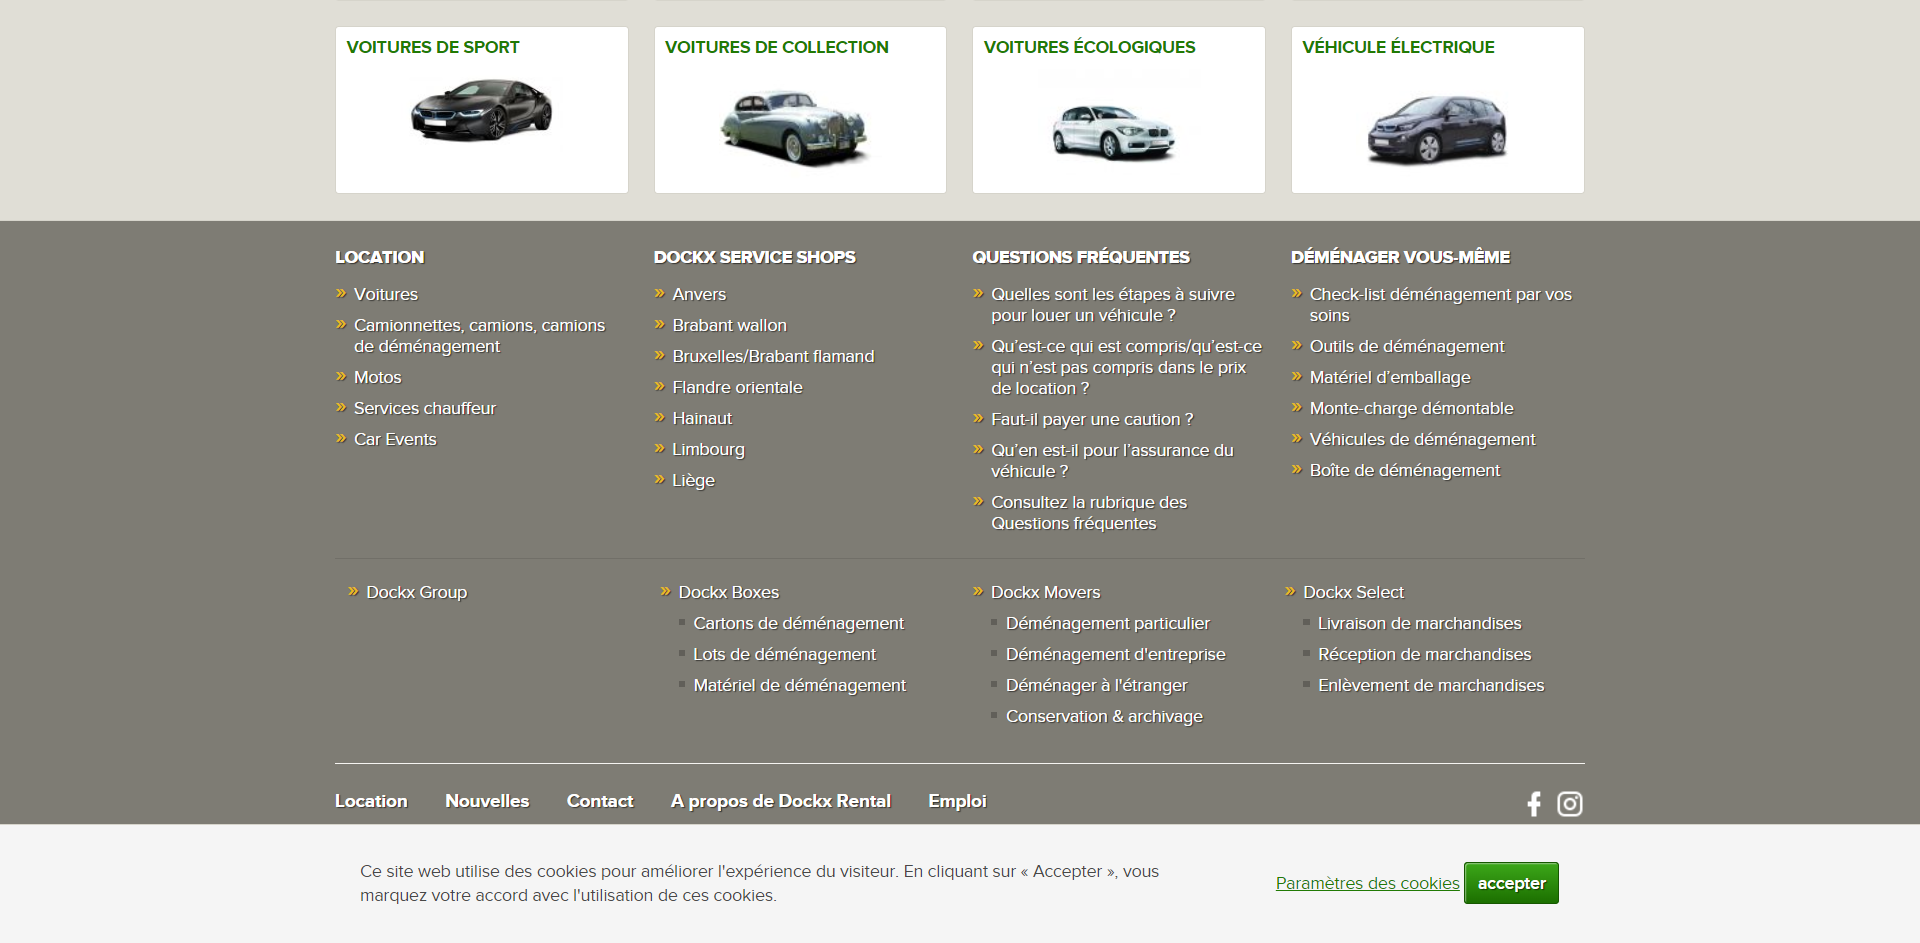 VOITURES DE SPORT
VOITURES DE COLLECTION
VOITURES ÉCOLOGIQUES
VÉHICULE ÉLECTRIQUE
LOCATION
Voitures
Camionnettes, camions, camions
de déménagement
Motos
Services chauffeur
Car Events
DOCKX SERVICE SHOPS
Anvers
Brabant wallon
Bruxelles/Brabant flamand
Flandre orientale
Hainaut
Limbourg
Liège
QUESTIONS FRÉQUENTES
Quelles sont les étapes à suivre
pour louer un véhicule ?
Qu’est-ce qui est compris/qu’est-ce
qui n’est pas compris dans le prix
de location ?
Faut-il payer une caution ?
Qu’en est-il pour l’assurance du
véhicule ?
Consultez la rubrique des
Questions fréquentes
DÉMÉNAGER VOUS-MÊME
Check-list déménagement par vos
soins
Outils de déménagement
Matériel d’emballage
Monte-charge démontable
Véhicules de déménagement
Boîte de déménagement
Dockx Group
Dockx Boxes
Cartons de déménagement
Lots de déménagement
Matériel de déménagement
Dockx Movers
Déménagement particulier
Déménagement d'entreprise
Déménager à l'étranger
Conservation & archivage
Dockx Select
Livraison de marchandises
Réception de marchandises
Enlèvement de marchandises
Location Nouvelles Contact A propos de Dockx Rental Emploi
Ce site web utilise des cookies pour améliorer l'expérience du visiteur. En cliquant sur « Accepter », vous
marquez votre accord avec l'utilisation de ces cookies.
Paramètres des cookies accepter